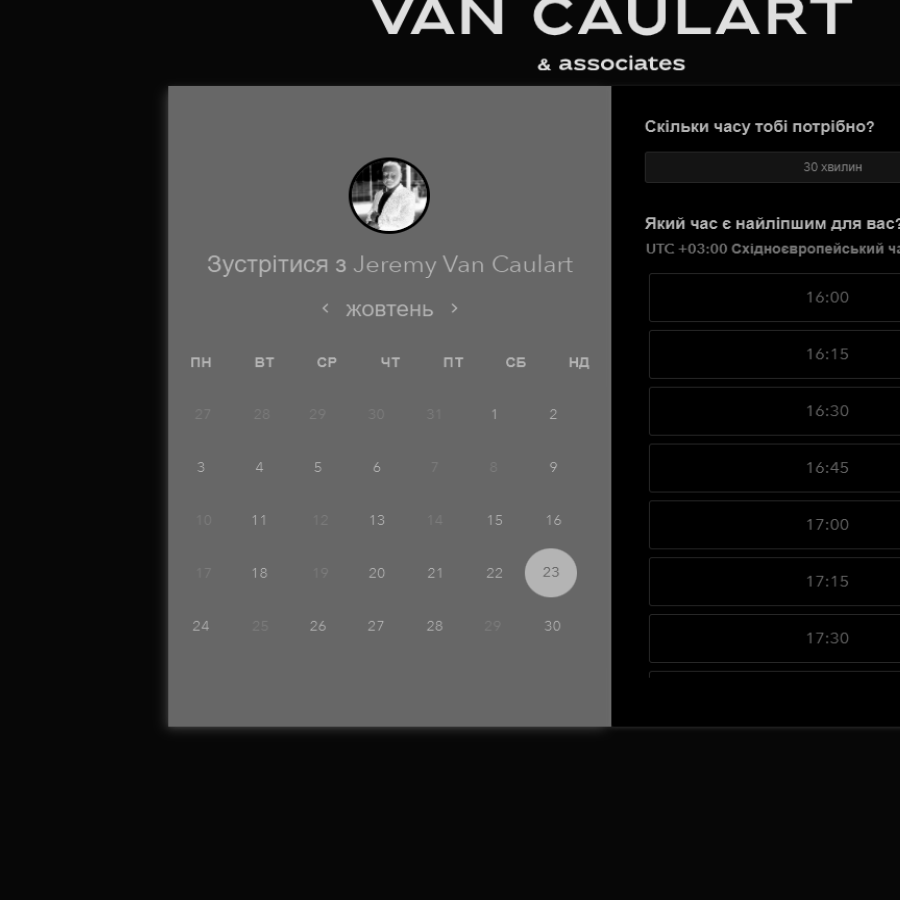 VAN CAULART
& associates
Зустрітися з Jeremy Van Caulart
‹ жовтень ›
ПН ВТ СР ЧТ ПТ СБ НД
27 28 29 30 31 1 2
3 4 5 6 7 8 9
10 11 12 13 14 15 16
17 18 19 20 21 22 23
24 25 26 27 28 29 30
Скільки часу тобі потрібно?
30 хвилин
Який час є найліпшим для вас?
UTC +03:00 Східноєвропейський ча
16:00
16:15
16:30
16:45
17:00
17:15
17:30